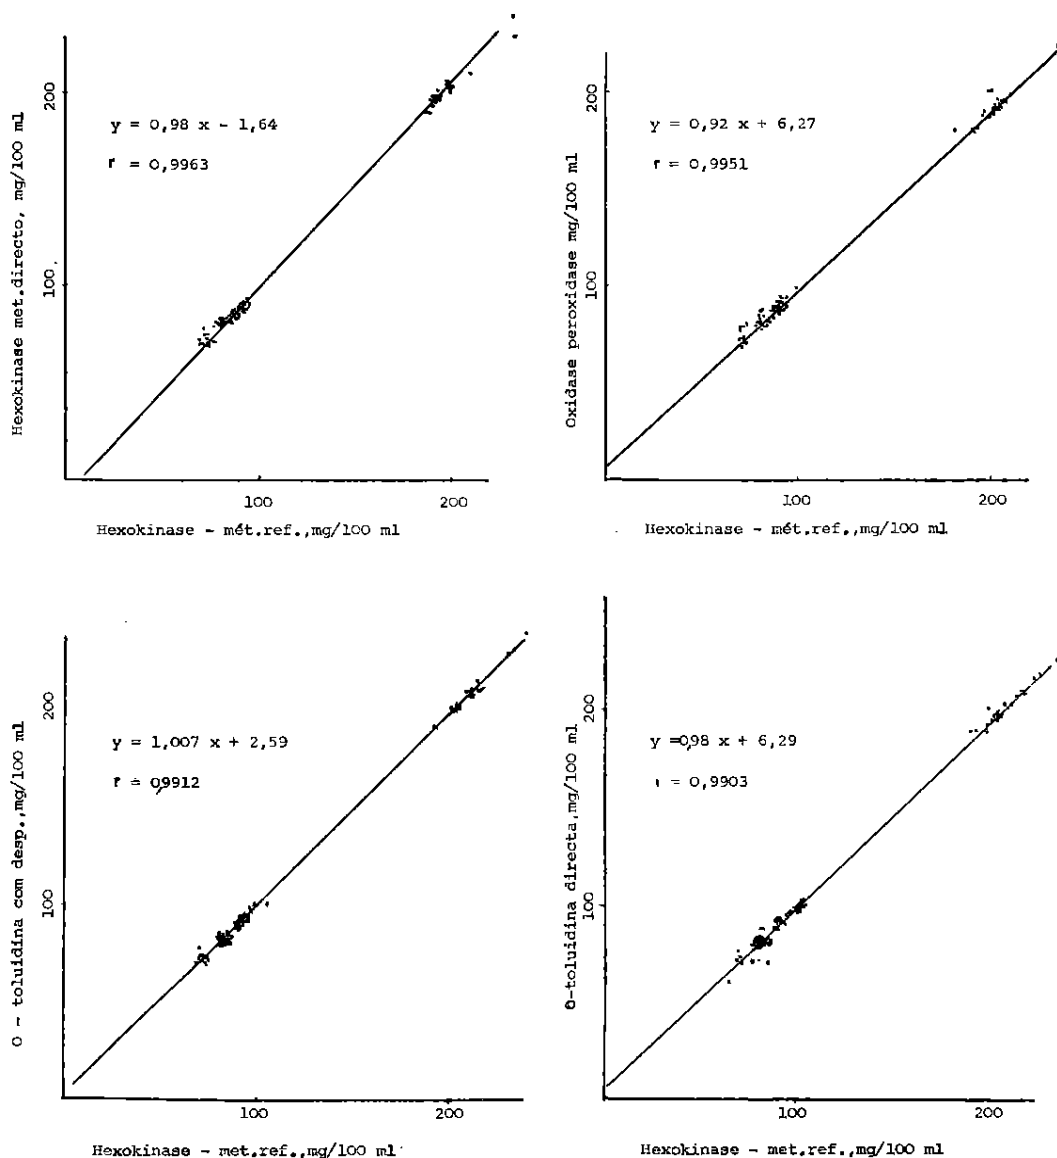 Hexokinase met.directo, mg/100 ml
200
100
y = 0,98 x - 1,64
r = 0,9963
100
200
Hexokinase - mét.ref.,mg/100 ml
Oxidase peroxidase mg/100 ml
200
100
y = 0,92 x + 6,27
r = 0,9951
100
200
Hexokinase - mét.ref.,mg/100 ml
O - toluidina com desp.,mg/100 ml
200
100
y = 1,007 x + 2,59
r = 0,9912
100
200
Hexokinase - met.ref.,mg/100 ml
O-toluidina directa,mg/100 ml
200
100
y =0,98 x + 6,29
= 0,9903
100
200
Hexokinase - met.ref.,mg/100 ml